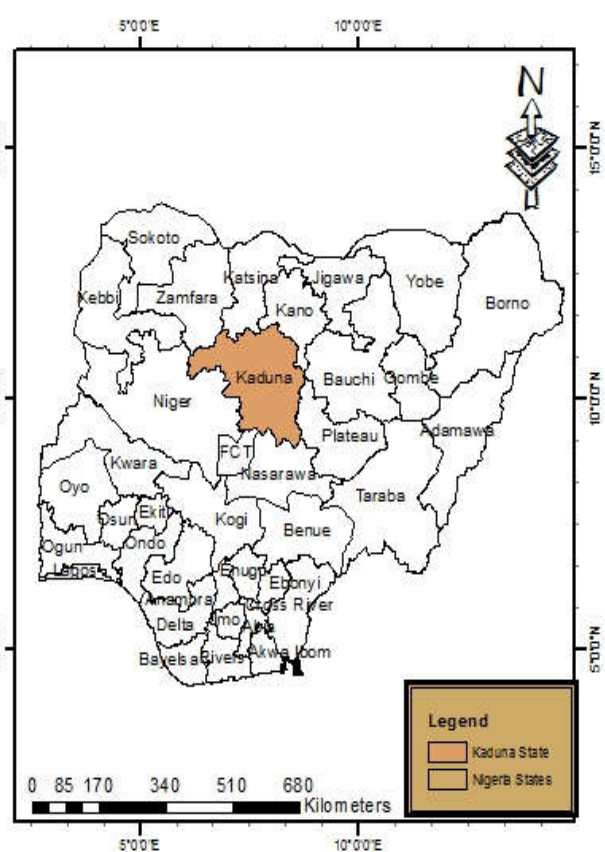 5°0'0"E 10°0'0"E
N
15°0'0"N
Sokoto
Katsina Jigawa Yobe
Kebbi Zamfara Kano Borno
Kaduna Bauchi Gombe
10°0'0"N
Niger
Plateau Adamawa
FCT
Kwara Nasarawa
Oyo Taraba
Osun Ekit Kogi Benue
Ogun Ondo
Lagos Edo Enugu Ebonyi
Anambra Cross River
Delta Imo Abia
Bayelsa Rivers Akwa Ibom
5°0'0"N
Legend
Kaduna State
Nigeria States
0 85 170 340 510 680
Kilometers
5°0'0"E 10°0'0"E